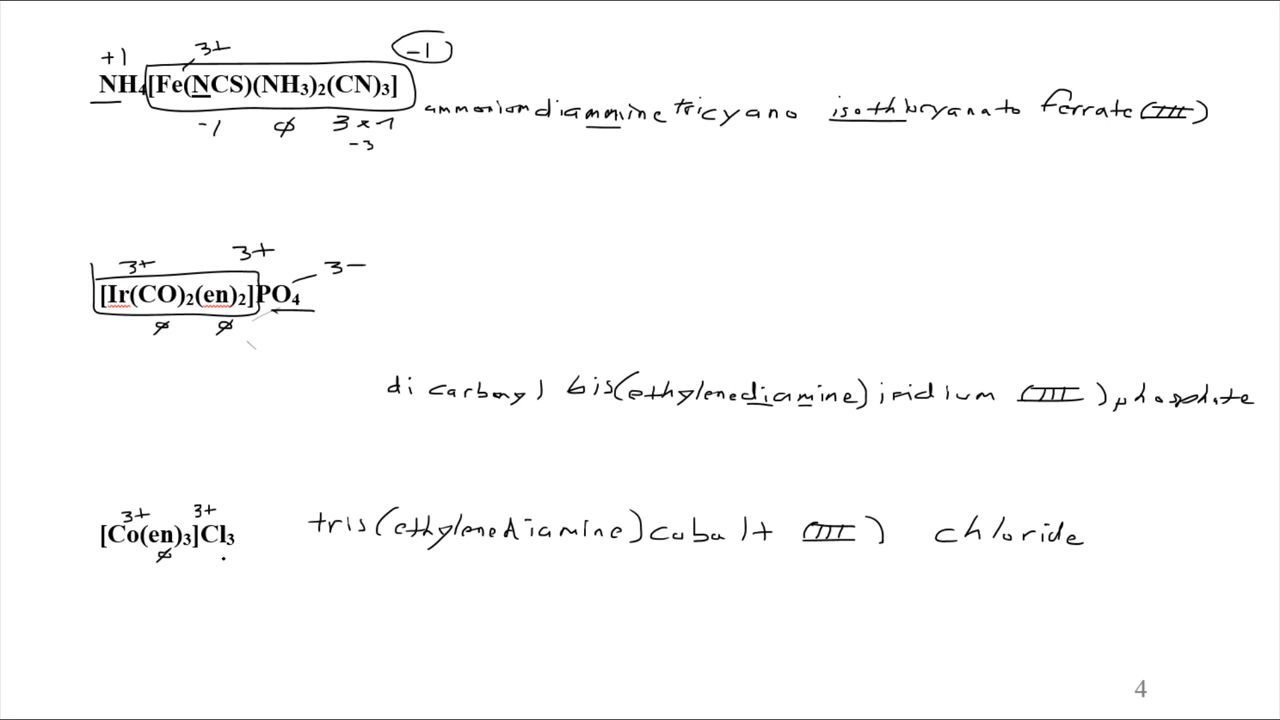 +1 3+ -1
NH₄[Fe(NCS)(NH₃)₂(CN)₃]
-1 ∅ 3 × -1
-3
ammonium diammine tricyano isothiocyanato ferrate (III)
3+ 3+ 3-
[Ir(CO)₂(en)₂]PO₄
∅ ∅
dicarbonyl bis(ethylenediamine) iridium (III) phosphate
3+ 3+
[Co(en)₃]Cl₃
∅
tris(ethylenediamine) cobalt (III) chloride
4